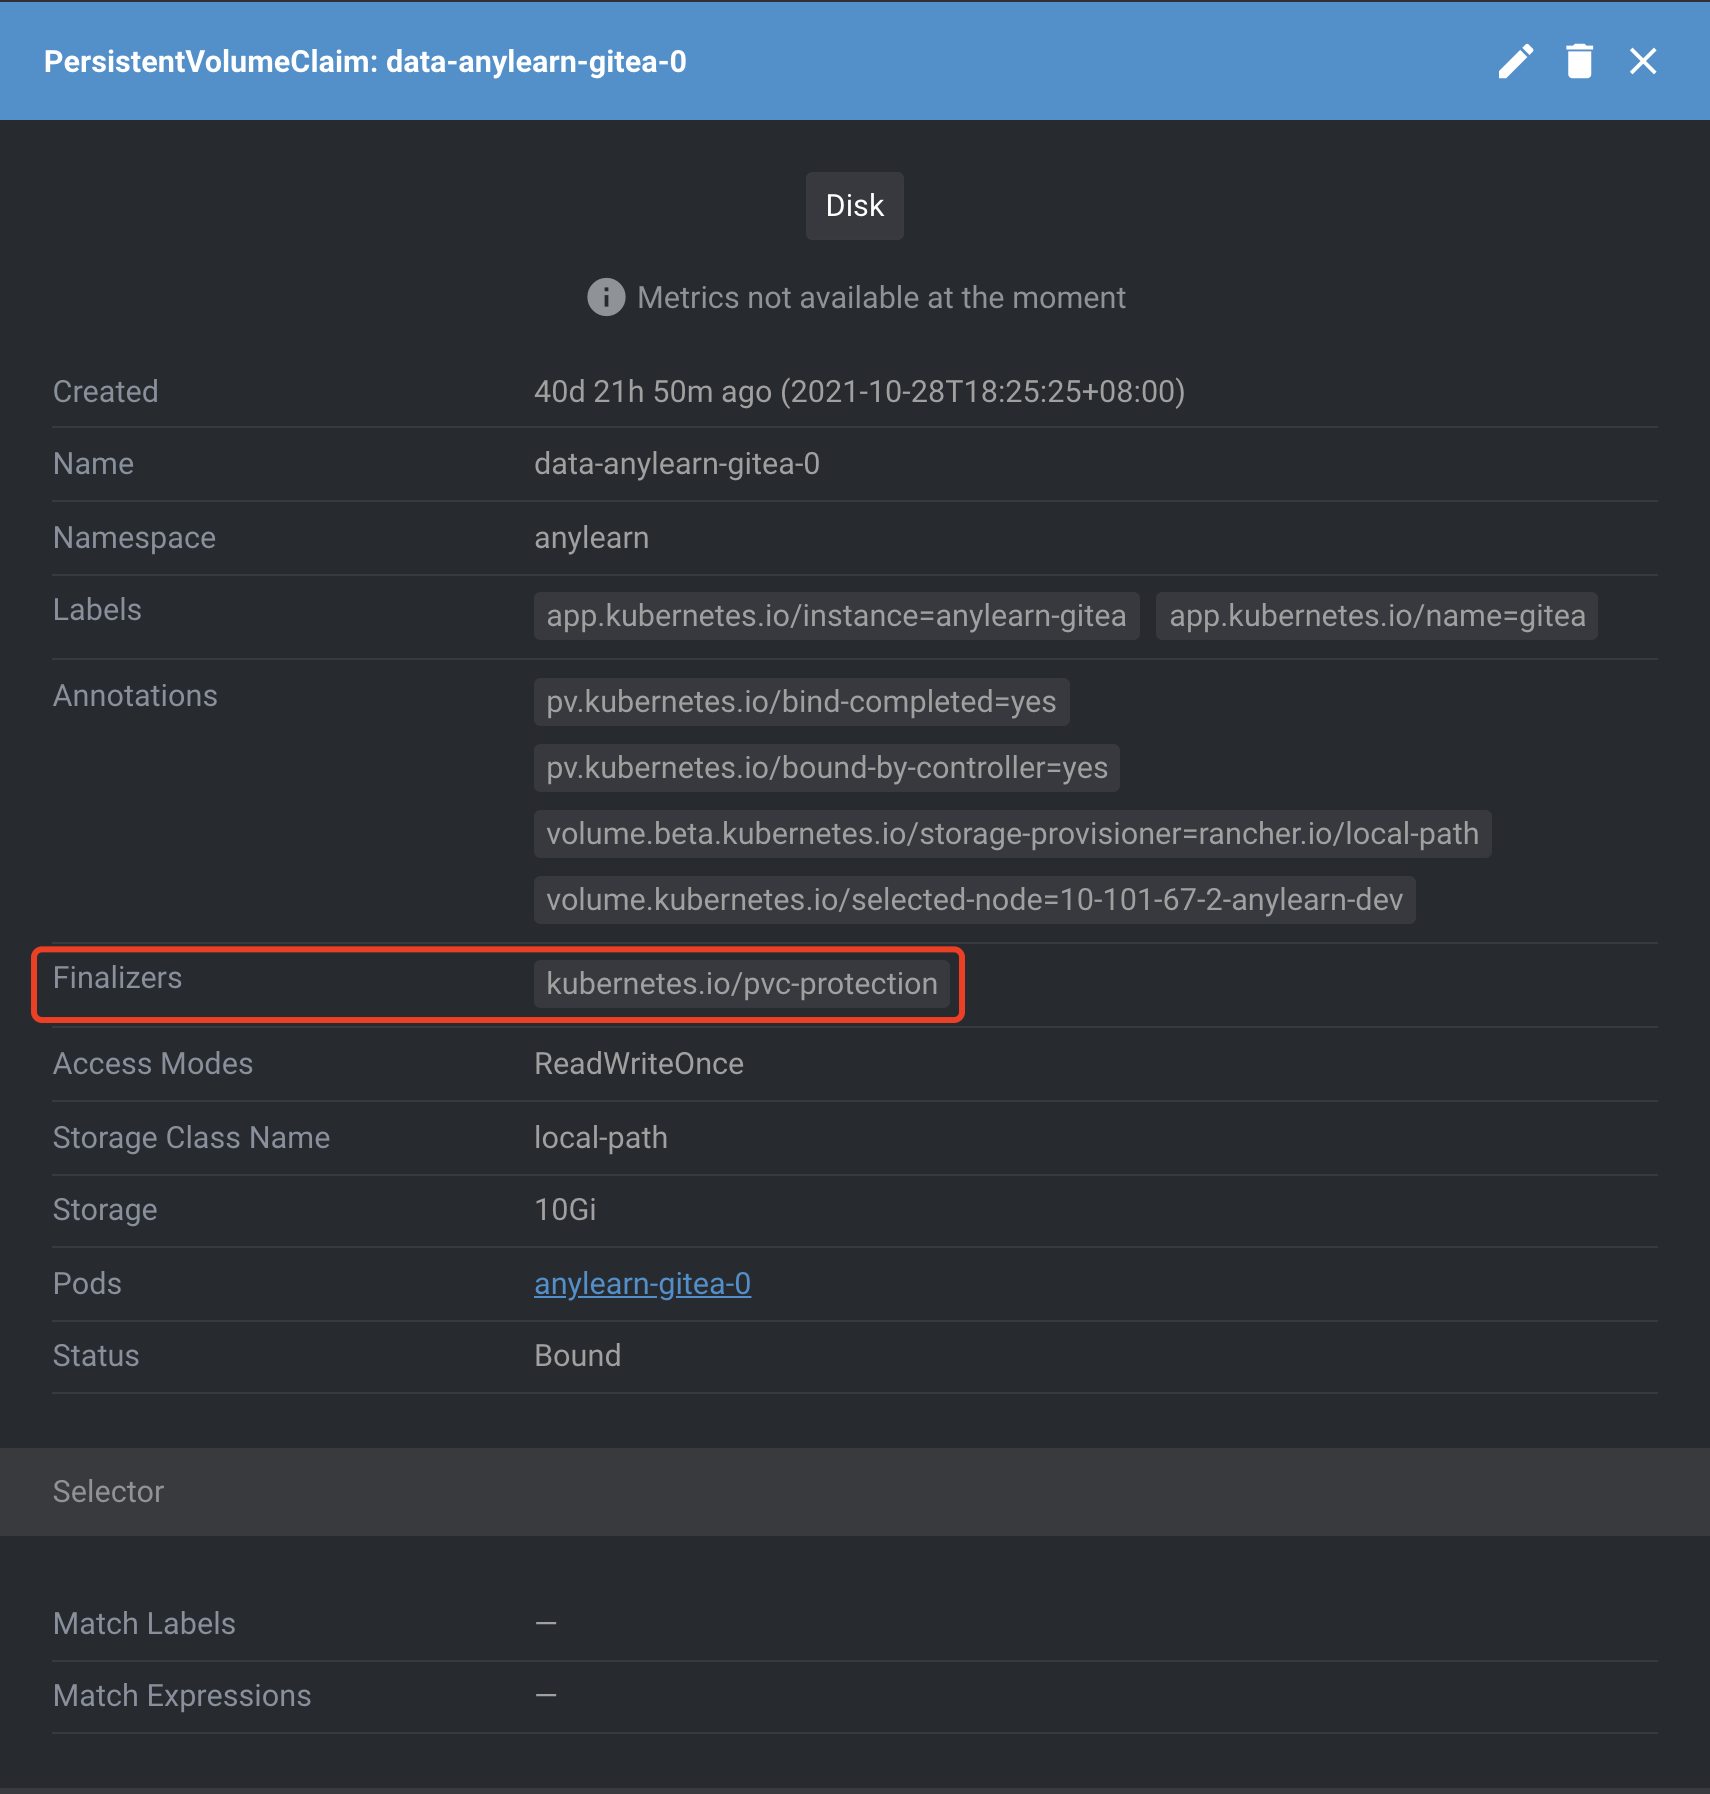 PersistentVolumeClaim: data-anylearn-gitea-0
Disk
Metrics not available at the moment
Created 40d 21h 50m ago (2021-10-28T18:25:25+08:00)
Name data-anylearn-gitea-0
Namespace anylearn
Labels app.kubernetes.io/instance=anylearn-gitea app.kubernetes.io/name=gitea
Annotations pv.kubernetes.io/bind-completed=yes
pv.kubernetes.io/bound-by-controller=yes
volume.beta.kubernetes.io/storage-provisioner=rancher.io/local-path
volume.kubernetes.io/selected-node=10-101-67-2-anylearn-dev
Finalizers kubernetes.io/pvc-protection
Access Modes ReadWriteOnce
Storage Class Name local-path
Storage 10Gi
Pods anylearn-gitea-0
Status Bound
Selector
Match Labels —
Match Expressions —